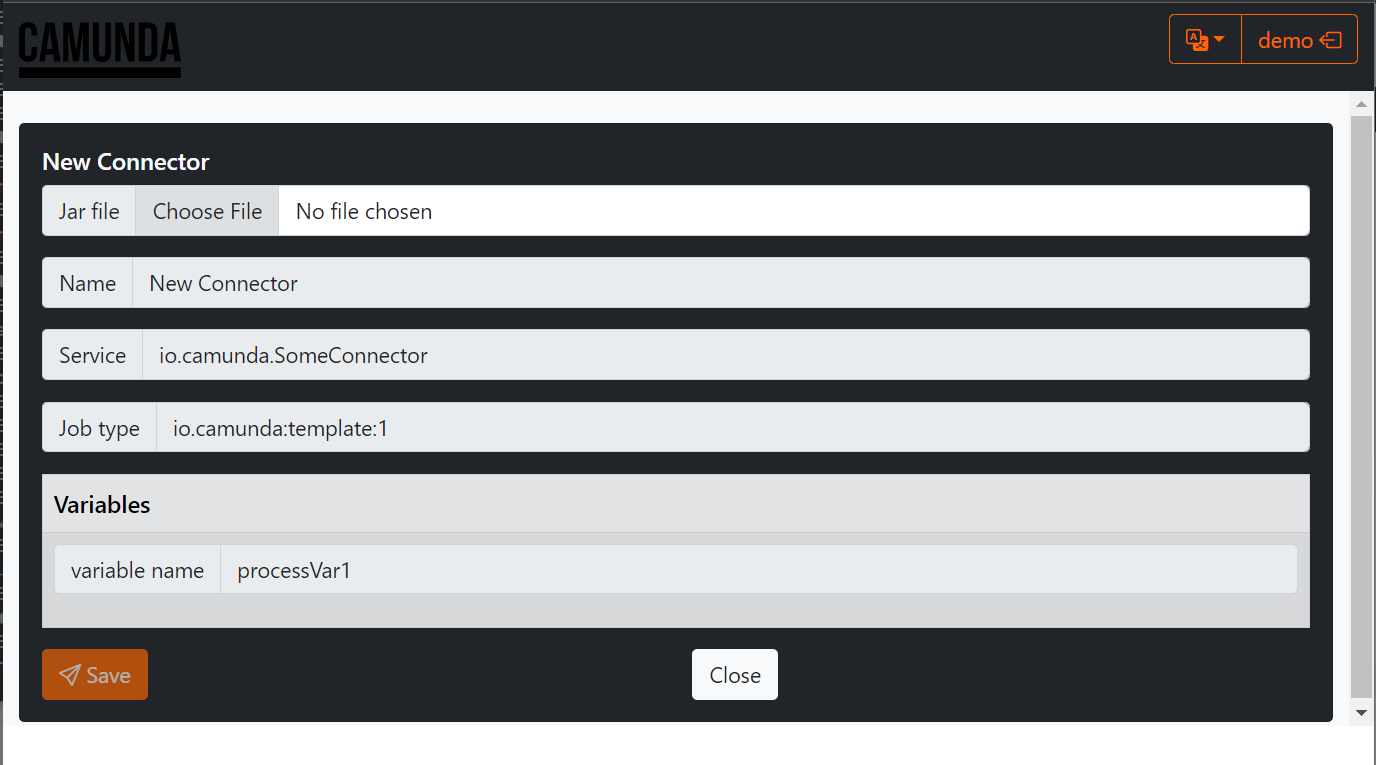 CAMUNDA
demo
New Connector
Jar file Choose File No file chosen
Name New Connector
Service io.camunda.SomeConnector
Job type io.camunda:template:1
Variables
variable name processVar1
Save Close